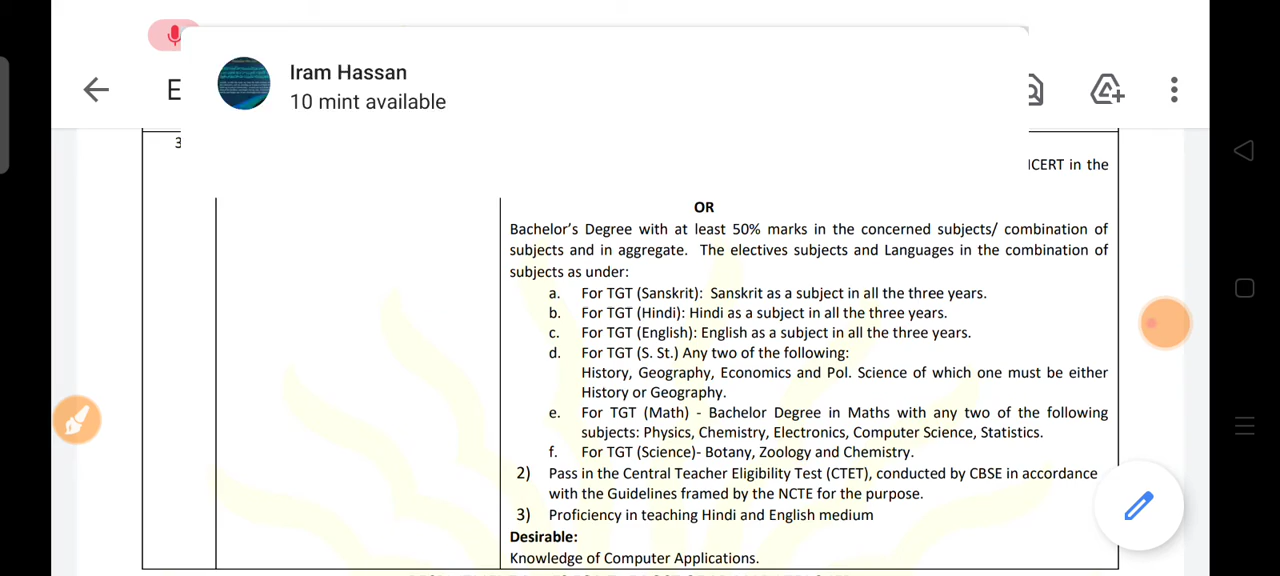 Iram Hassan
10 mint available
E
3
NCERT in the
OR
Bachelor's Degree with at least 50% marks in the concerned subjects/ combination of
subjects and in aggregate. The electives subjects and Languages in the combination of
subjects as under:
a. For TGT (Sanskrit): Sanskrit as a subject in all the three years.
b. For TGT (Hindi): Hindi as a subject in all the three years.
c. For TGT (English): English as a subject in all the three years.
d. For TGT (S. St.) Any two of the following:
History, Geography, Economics and Pol. Science of which one must be either
History or Geography.
e. For TGT (Math) - Bachelor Degree in Maths with any two of the following
subjects: Physics, Chemistry, Electronics, Computer Science, Statistics.
f. For TGT (Science)- Botany, Zoology and Chemistry.
2) Pass in the Central Teacher Eligibility Test (CTET), conducted by CBSE in accordance
with the Guidelines framed by the NCTE for the purpose.
3) Proficiency in teaching Hindi and English medium
Desirable:
Knowledge of Computer Applications.